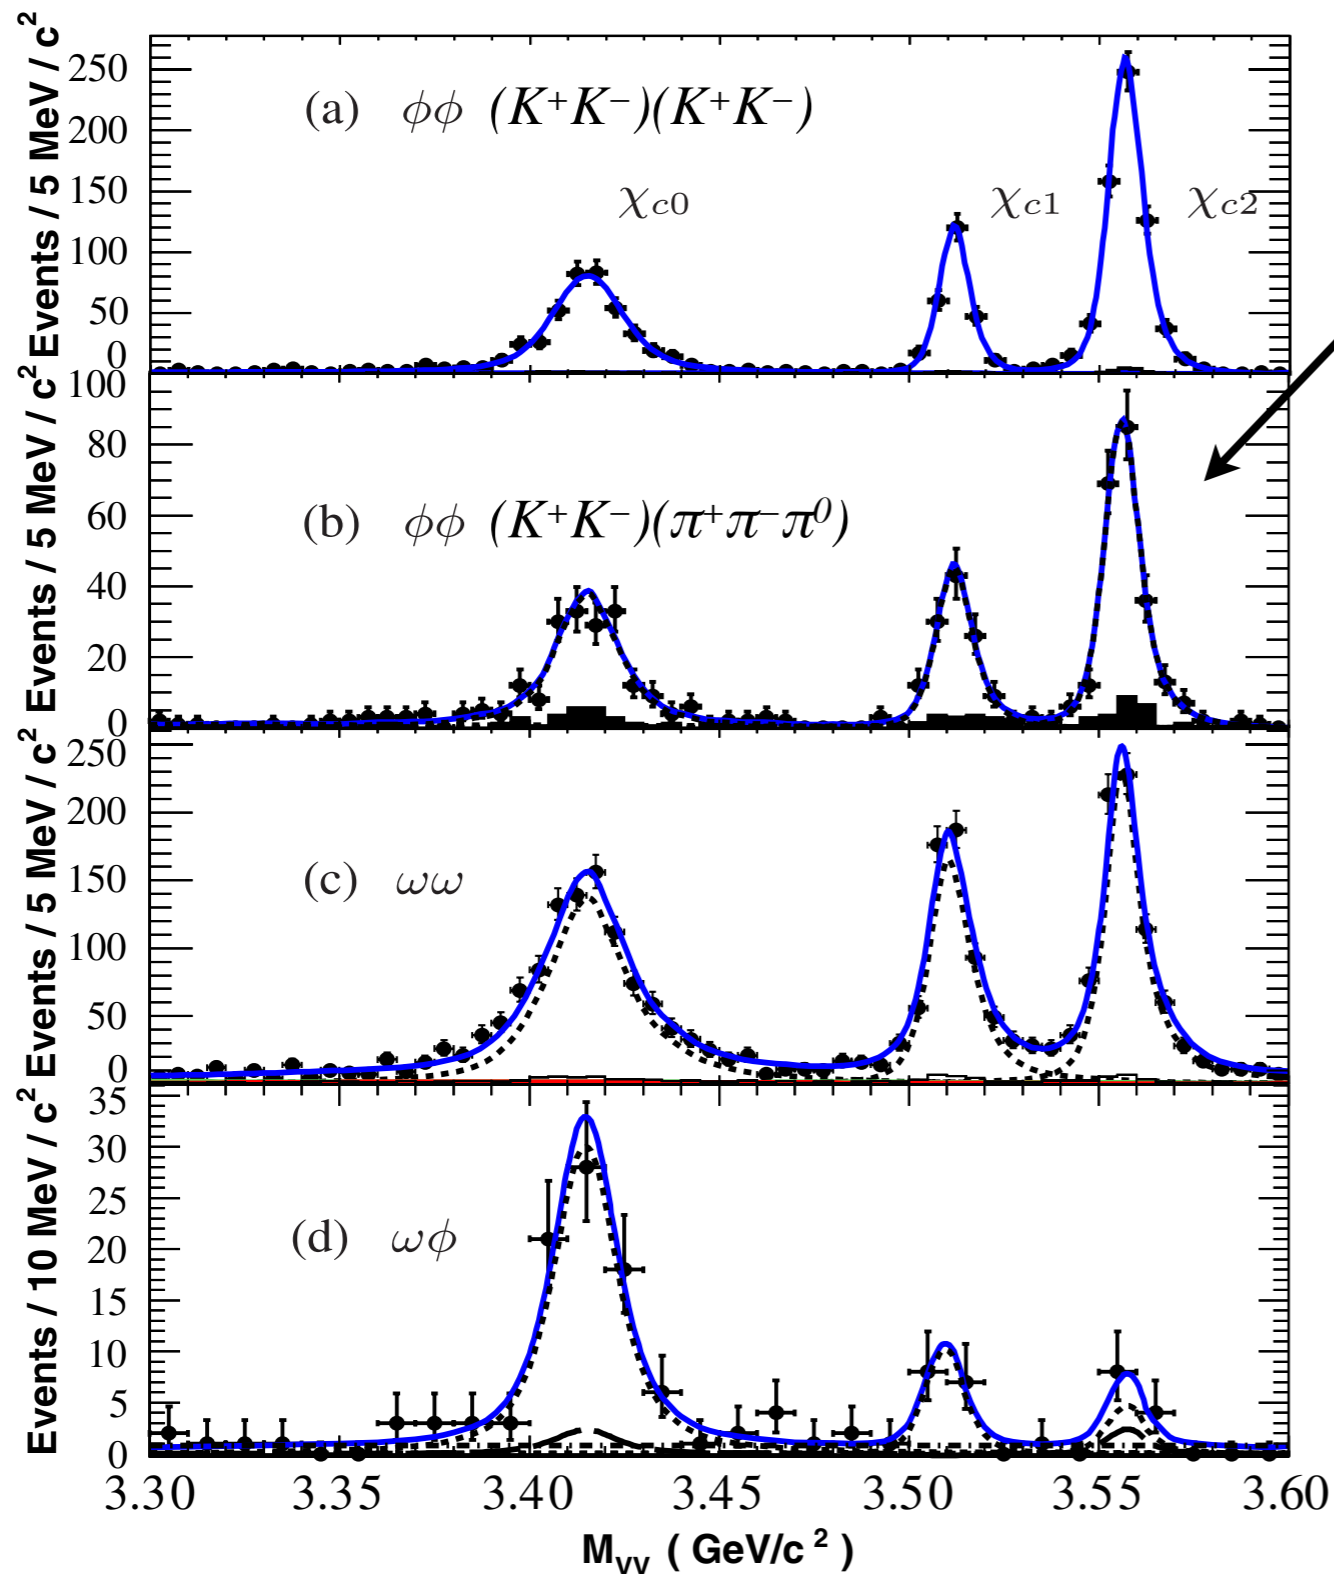 Events / 5 MeV / c²
250
200
150
100
50
0
(a) ϕϕ (K⁺K⁻)(K⁺K⁻)
χc0
χc1
χc2
Events / 5 MeV / c²
100
80
60
40
20
0
(b) ϕϕ (K⁺K⁻)(π⁺π⁻π⁰)
Events / 5 MeV / c²
250
200
150
100
50
0
(c) ωω
Events / 10 MeV / c²
35
30
25
20
15
10
5
0
(d) ωϕ
3.30 3.35 3.40 3.45 3.50 3.55 3.60
M_VV ( GeV/c² )